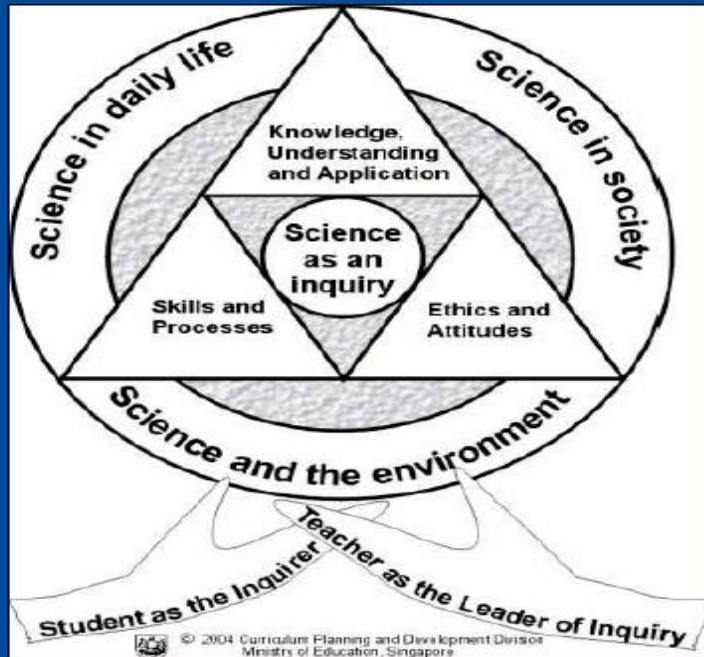 Science in daily life
Science in society
Knowledge,
Understanding
and Application
Science
as an
inquiry
Skills and
Processes
Ethics and
Attitudes
Science and the environment
Student as the Inquirer
Teacher as the Leader of Inquiry
© 2004 Curriculum Planning and Development Division
Ministry of Education, Singapore